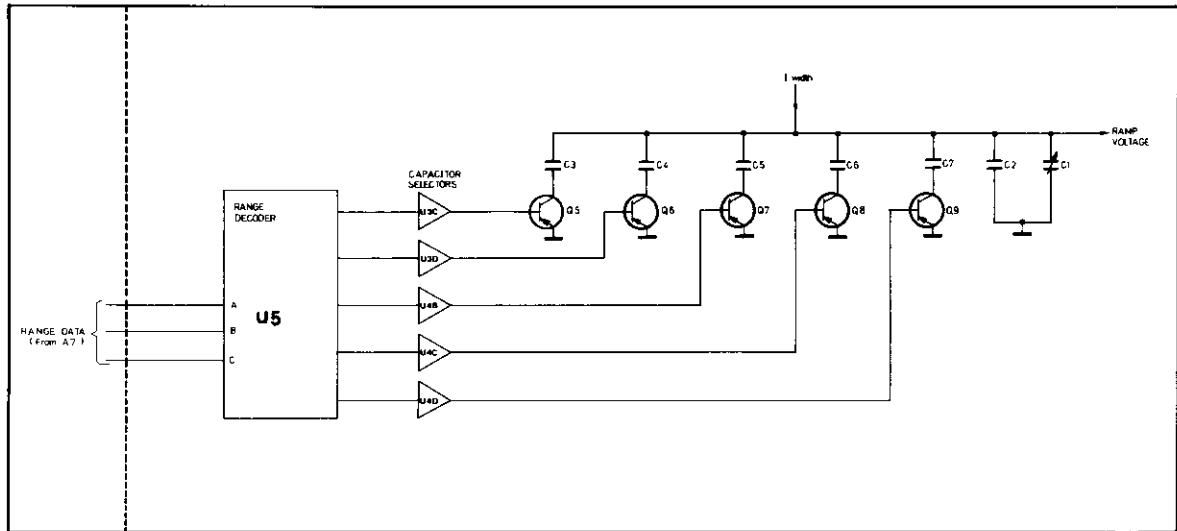 I width
RAMP
VOLTAGE
C3
C4
C5
C6
C7
C2
C1
CAPACITOR
SELECTORS
RANGE
DECODER
U3C
Q5
Q6
Q7
Q8
Q9
U3D
A
U5
U4B
RANGE DATA
(From A7)
B
C
U4C
U4D